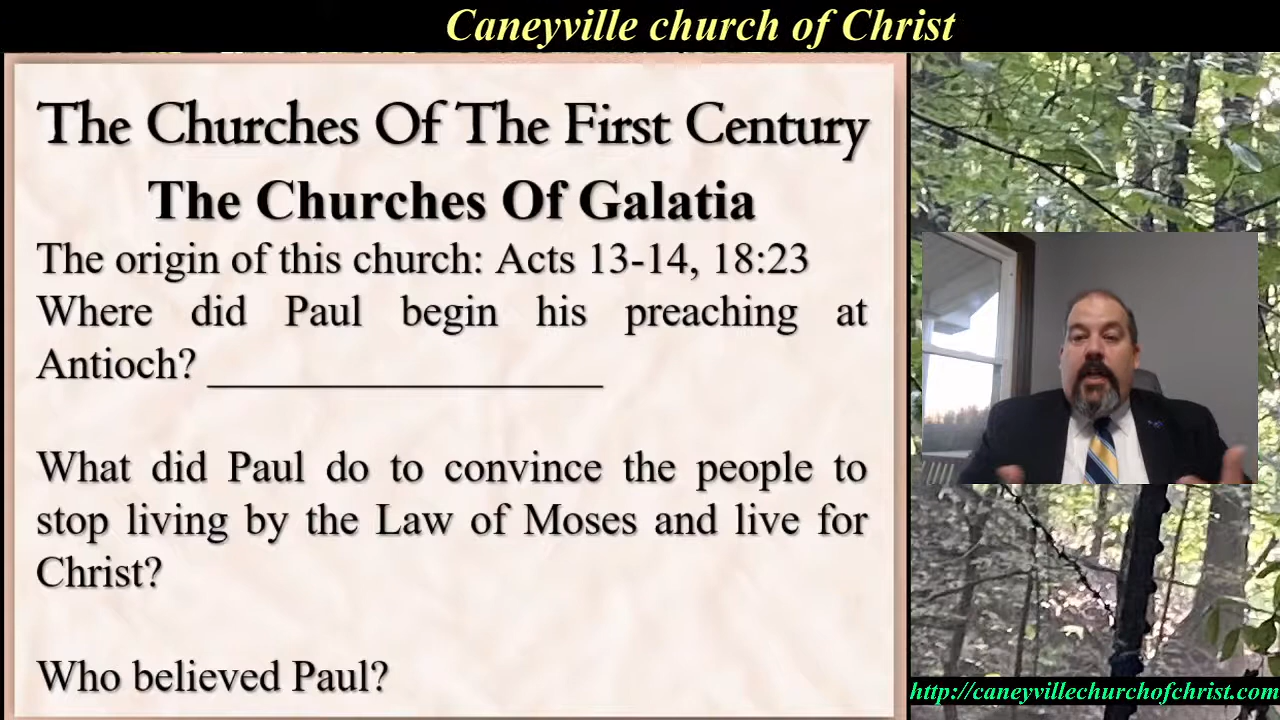 Caneyville church of Christ
The Churches Of The First Century
The Churches Of Galatia
The origin of this church: Acts 13-14, 18:23
Where did Paul begin his preaching at
Antioch? ___________________
What did Paul do to convince the people to
stop living by the Law of Moses and live for
Christ?
Who believed Paul?
http://caneyvillechurchofchrist.com